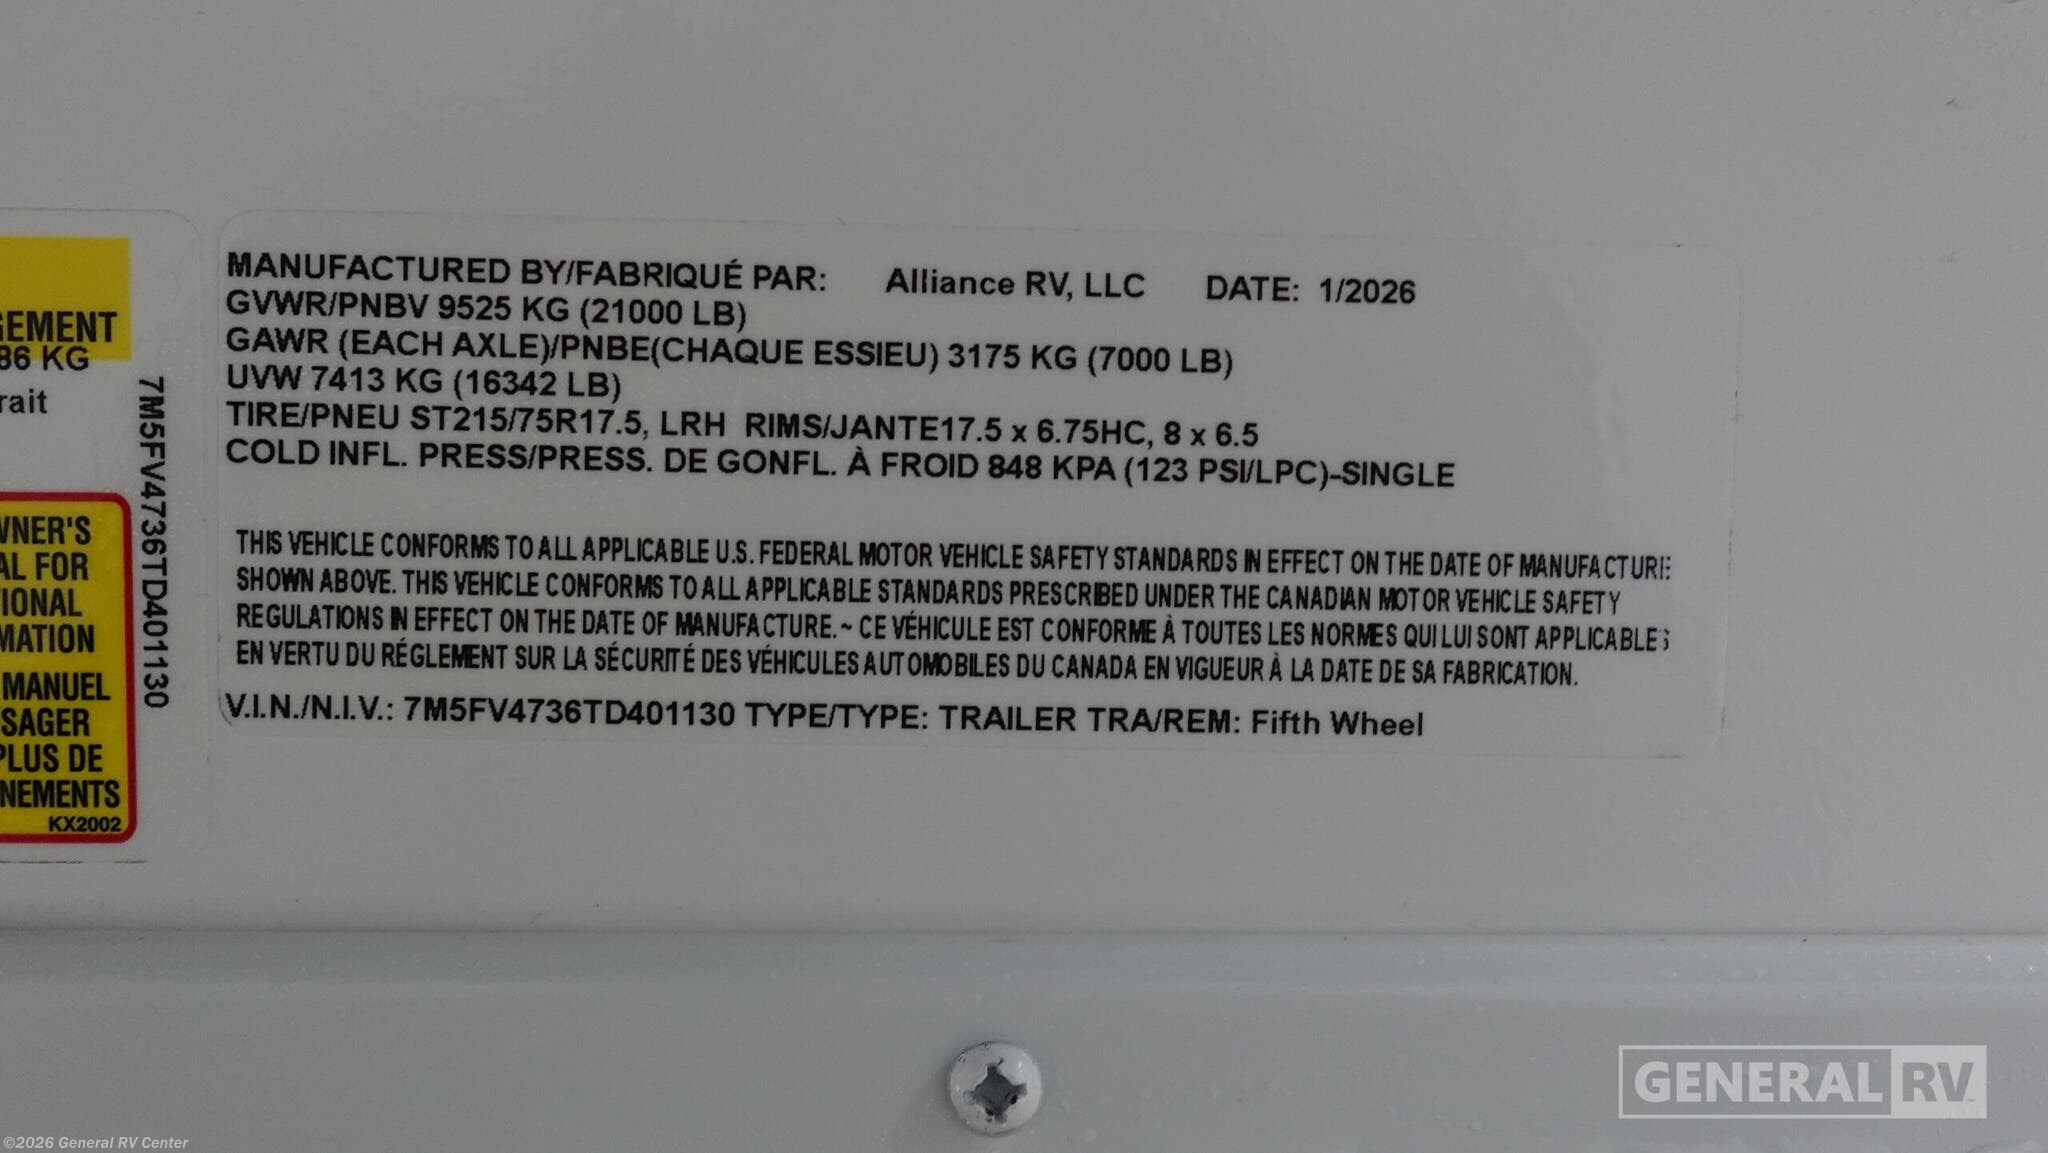 GEMENT
86 KG
rait
7M5FV4736TD401130
WNER'S
AL FOR
TIONAL
MATION
MANUEL
SAGER
PLUS DE
NEMENTS
KX2002
MANUFACTURED BY/FABRIQUÉ PAR: Alliance RV, LLC DATE: 1/2026
GVWR/PNBV 9525 KG (21000 LB)
GAWR (EACH AXLE)/PNBE(CHAQUE ESSIEU) 3175 KG (7000 LB)
UVW 7413 KG (16342 LB)
TIRE/PNEU ST215/75R17.5, LRH RIMS/JANTE17.5 x 6.75HC, 8 x 6.5
COLD INFL. PRESS/PRESS. DE GONFL. À FROID 848 KPA (123 PSI/LPC)-SINGLE
THIS VEHICLE CONFORMS TO ALL APPLICABLE U.S. FEDERAL MOTOR VEHICLE SAFETY STANDARDS IN EFFECT ON THE DATE OF MANUFACTURE
SHOWN ABOVE. THIS VEHICLE CONFORMS TO ALL APPLICABLE STANDARDS PRESCRIBED UNDER THE CANADIAN MOTOR VEHICLE SAFETY
REGULATIONS IN EFFECT ON THE DATE OF MANUFACTURE. ~ CE VÉHICULE EST CONFORME À TOUTES LES NORMES QUI LUI SONT APPLICABLES
EN VERTU DU RÉGLEMENT SUR LA SÉCURITÉ DES VÉHICULES AUTOMOBILES DU CANADA EN VIGUEUR À LA DATE DE SA FABRICATION.
V.I.N./N.I.V.: 7M5FV4736TD401130 TYPE/TYPE: TRAILER TRA/REM: Fifth Wheel
GENERAL RV
©2026 General RV Center